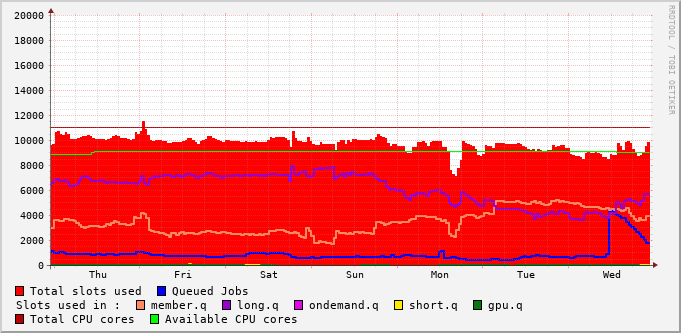 20000
18000
16000
14000
12000
10000
8000
6000
4000
2000
0
Thu Fri Sat Sun Mon Tue Wed
RRDTOOL / TOBI OETIKER
Total slots used Queued Jobs
Slots used in : member.q long.q ondemand.q short.q gpu.q
Total CPU cores Available CPU cores